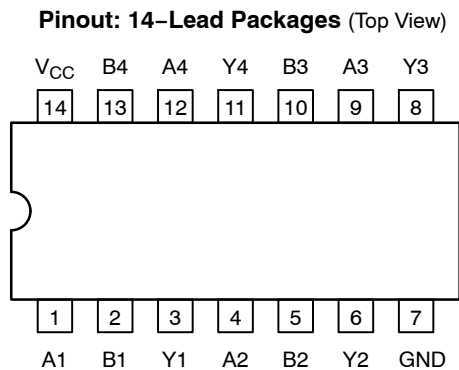 Pinout: 14–Lead Packages (Top View)
VCC B4 A4 Y4 B3 A3 Y3
14 13 12 11 10 9 8
1 2 3 4 5 6 7
A1 B1 Y1 A2 B2 Y2 GND